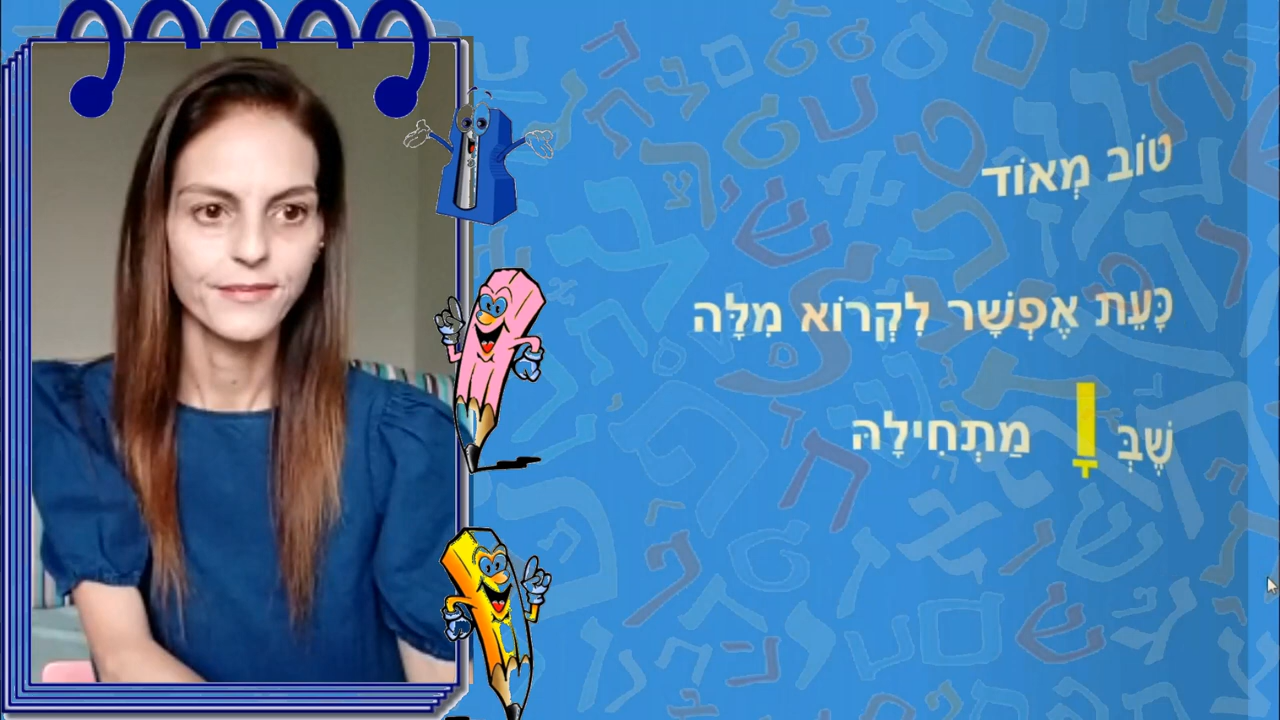 טוֹב מְאוֹד
כָּעֵת אֶפְשָׁר לִקְרוֹא מִלָּה
שֶׁבְּ וָ מַתְחִילָה